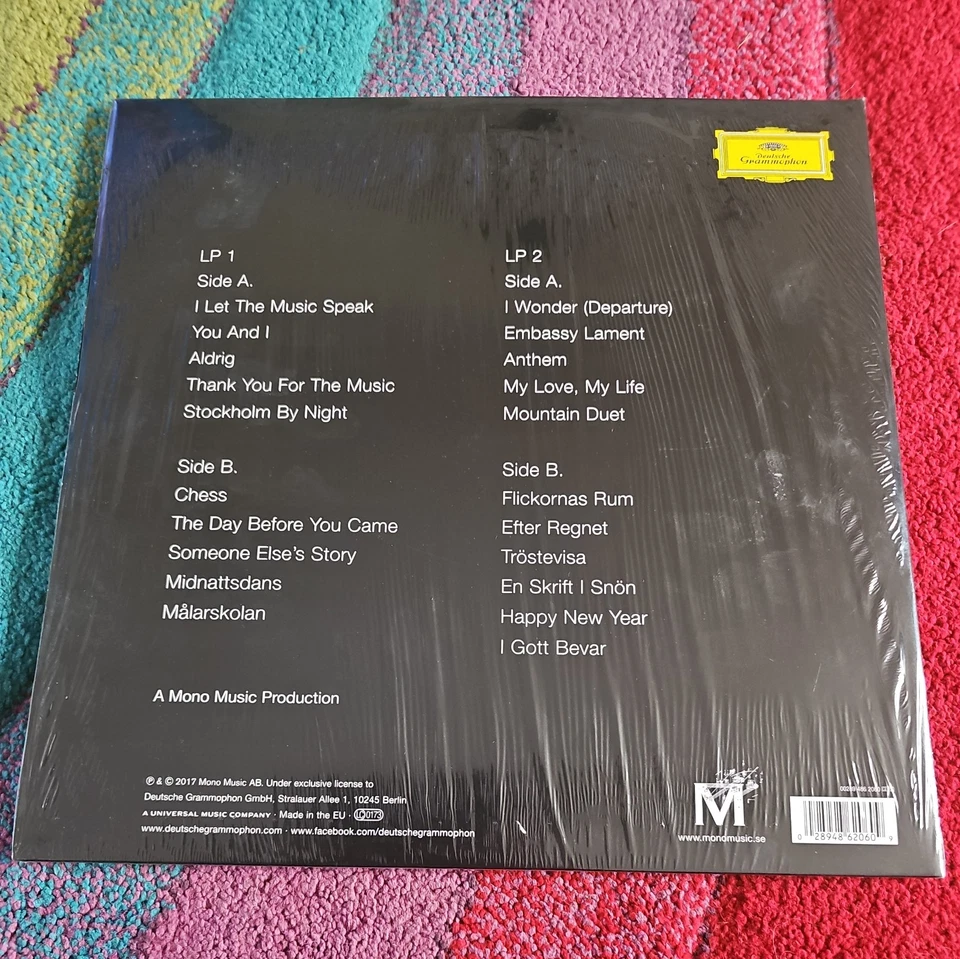 Deutsche
Grammophon
LP 1
Side A.
I Let The Music Speak
You And I
Aldrig
Thank You For The Music
Stockholm By Night
Side B.
Chess
The Day Before You Came
Someone Else's Story
Midnattsdans
Målarskolan
LP 2
Side A.
I Wonder (Departure)
Embassy Lament
Anthem
My Love, My Life
Mountain Duet
Side B.
Flickornas Rum
Efter Regnet
Tröstevisa
En Skrift I Snön
Happy New Year
I Gott Bevar
A Mono Music Production
℗ & © 2017 Mono Music AB. Under exclusive license to
Deutsche Grammophon GmbH, Stralauer Allee 1, 10245 Berlin
A UNIVERSAL MUSIC COMPANY · Made in the EU · LC0173
www.deutschegrammophon.com · www.facebook.com/deutschegrammophon
M
www.monomusic.se
0 28948 62060 9